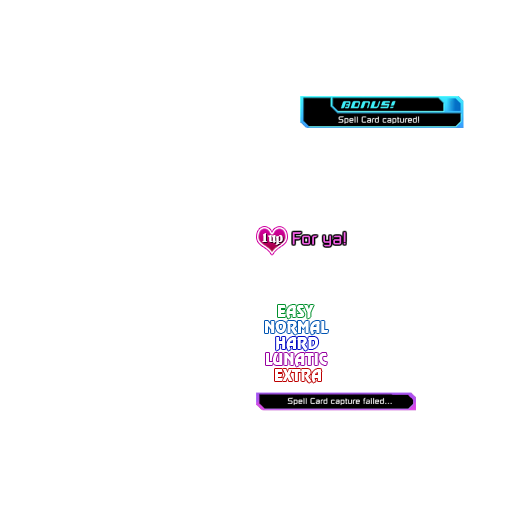 BONUS!
Spell Card captured!
1up For ya!
EASY
NORMAL
HARD
LUNATIC
EXTRA
Spell Card capture failed...